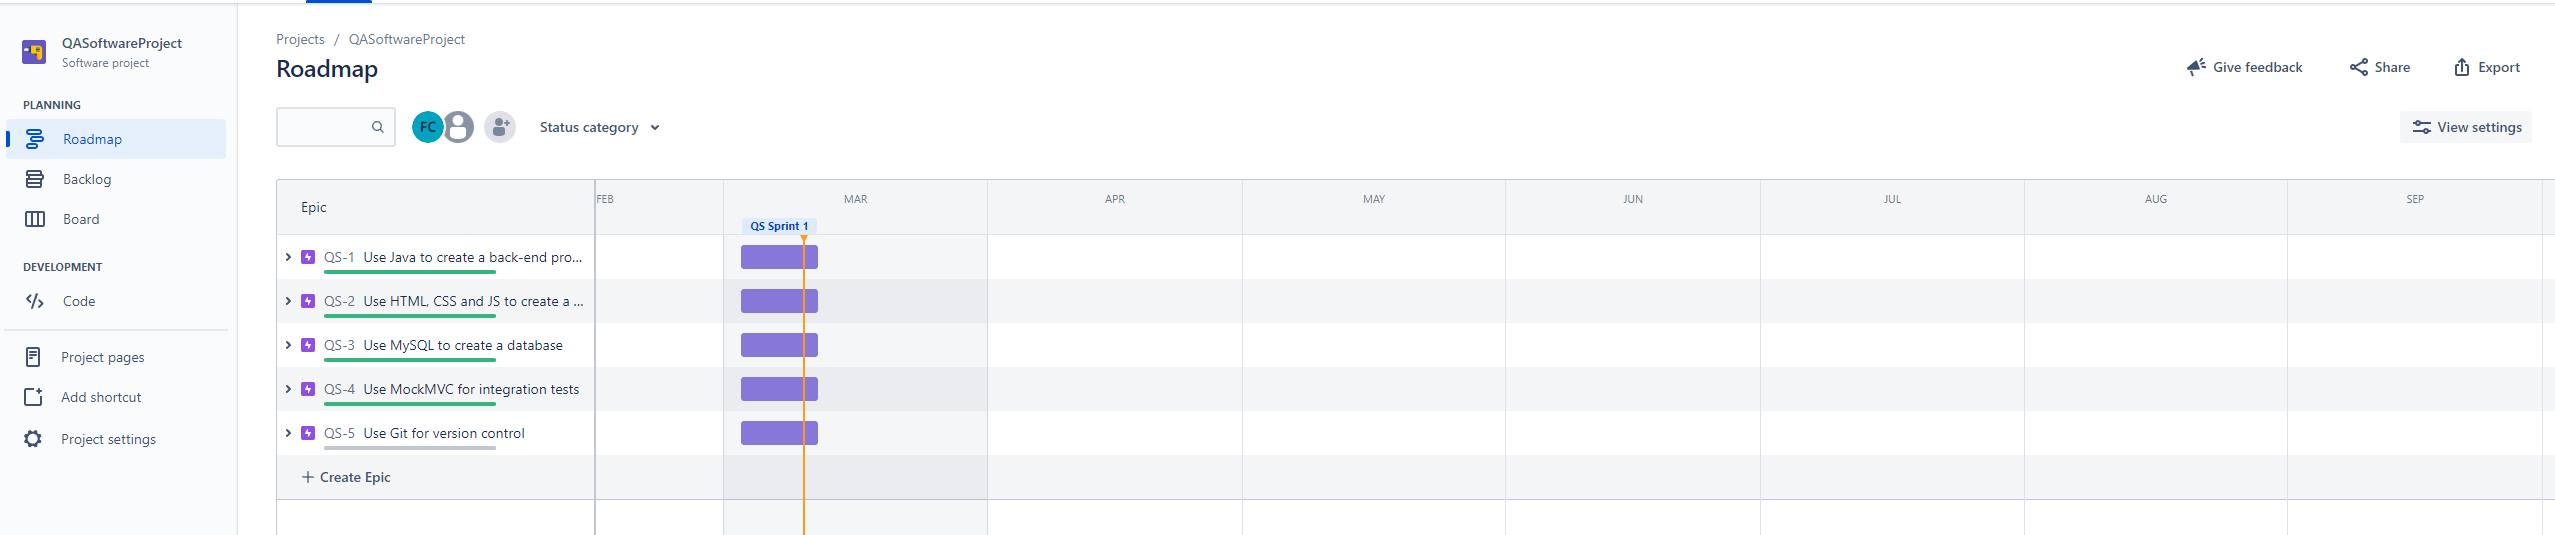 QASoftwareProject
Software project
PLANNING
Roadmap
Backlog
Board
DEVELOPMENT
Code
Project pages
Add shortcut
Project settings
Projects / QASoftwareProject
Roadmap
Give feedback
Share
Export
FC
Status category
View settings
Epic
FEB
MAR
APR
MAY
JUN
JUL
AUG
SEP
QS Sprint 1
QS-1 Use Java to create a back-end pro...
QS-2 Use HTML, CSS and JS to create a ...
QS-3 Use MySQL to create a database
QS-4 Use MockMVC for integration tests
QS-5 Use Git for version control
+ Create Epic